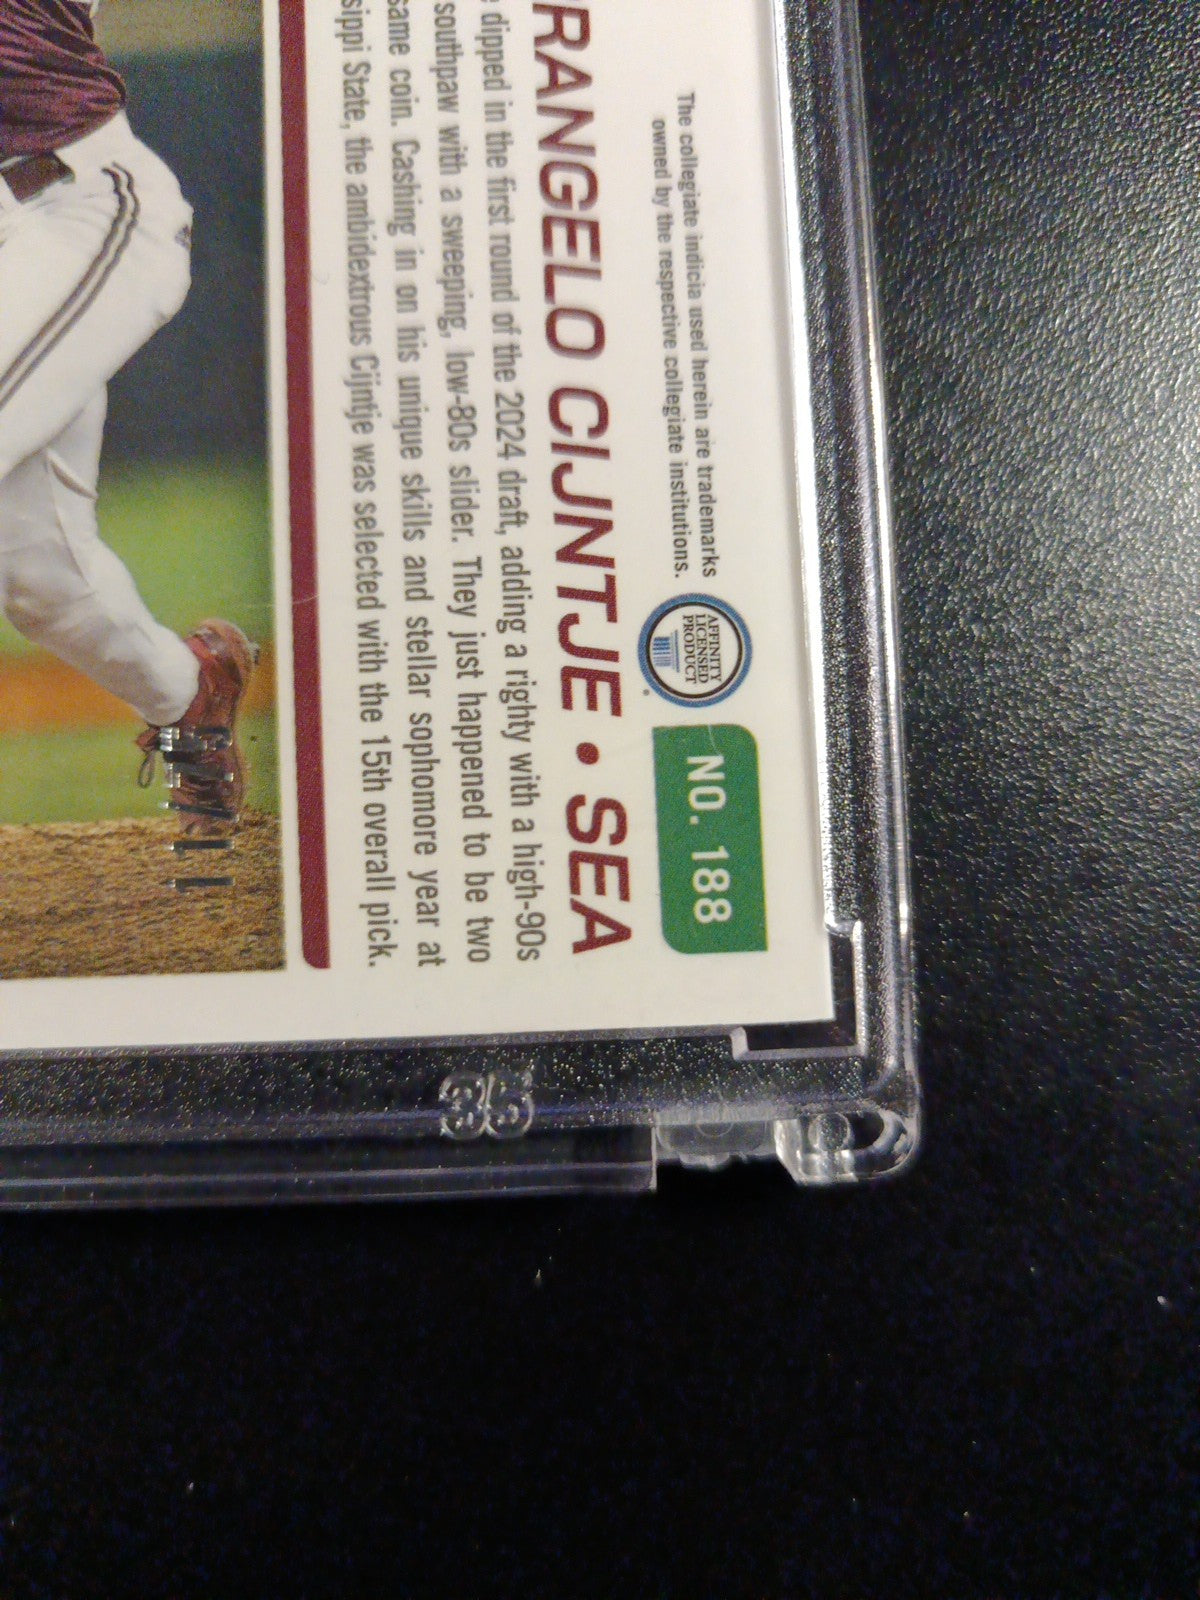 The collegiate indicia used herein are trademarks
owned by the respective collegiate institutions.
AFFINITY
LICENSED
PRODUCT
NO. 188
RANGELO CIJNTJE • SEA
dipped in the first round of the 2024 draft, adding a righty with a high-90s
southpaw with a sweeping, low-80s slider. They just happened to be two
same coin. Cashing in on his unique skills and stellar sophomore year at
sippi State, the ambidextrous Cijntje was selected with the 15th overall pick.
35